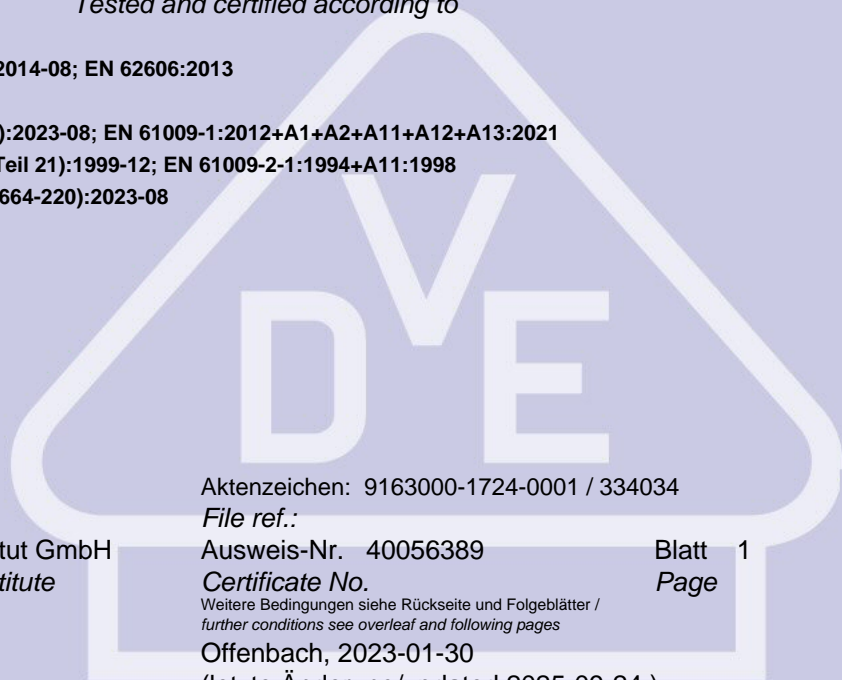 Tested and certified according to
2014-08; EN 62606:2013
):2023-08; EN 61009-1:2012+A1+A2+A11+A12+A13:2021
Teil 21):1999-12; EN 61009-2-1:1994+A11:1998
664-220):2023-08
D V E
Aktenzeichen: 9163000-1724-0001 / 334034
File ref.:
tut GmbH Ausweis-Nr. 40056389 Blatt 1
titute Certificate No. Page
Weitere Bedingungen siehe Rückseite und Folgeblätter /
further conditions see overleaf and following pages
Offenbach, 2023-01-30
(letzte Änderung/updated